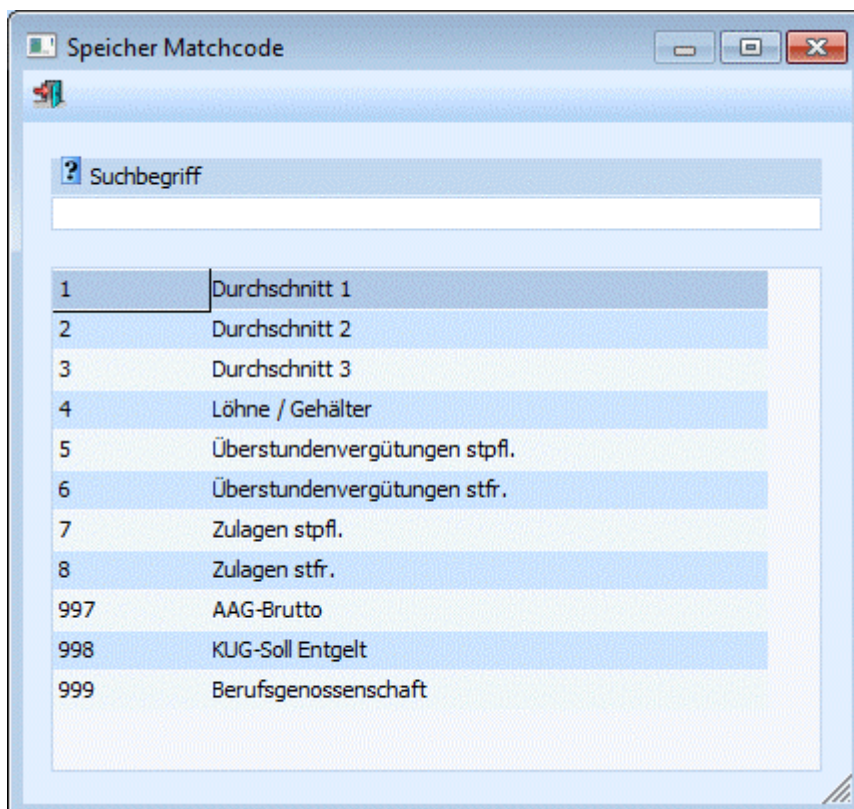 Speicher Matchcode
? Suchbegriff
1 Durchschnitt 1
2 Durchschnitt 2
3 Durchschnitt 3
4 Löhne / Gehälter
5 Überstundenvergütungen stpfl.
6 Überstundenvergütungen stfr.
7 Zulagen stpfl.
8 Zulagen stfr.
997 AAG-Brutto
998 KUG-Soll Entgelt
999 Berufsgenossenschaft